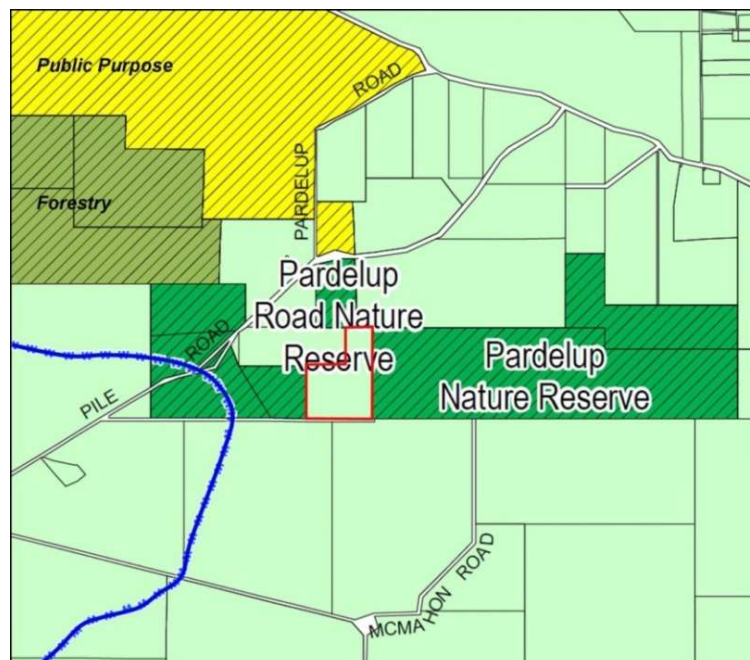 Public Purpose
ROAD
Forestry
PARDELUP
Pardelup
Road Nature
Reserve
ROAD
Pardelup
Nature Reserve
PILE
MCMAHON ROAD